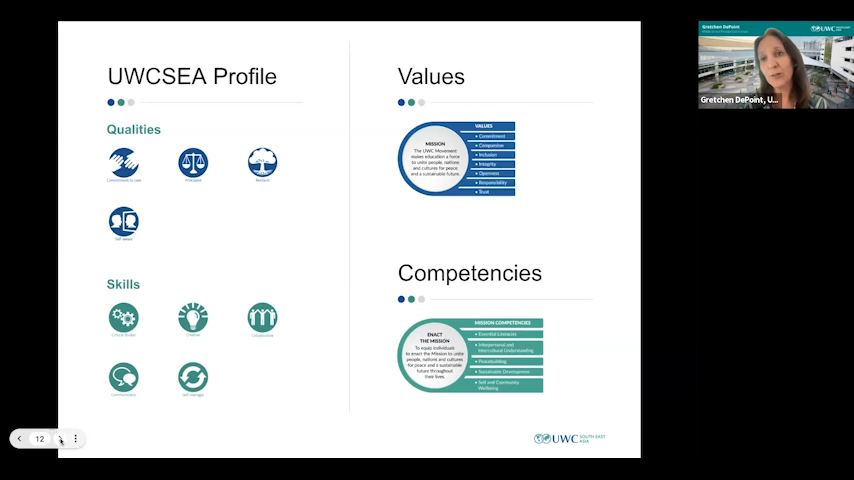 UWCSEA Profile
Qualities
Commitment to care
Principled
Resilient
Self-aware
Skills
Critical thinker
Creative
Collaborative
Communicator
Self-manager
Values
MISSION
The UWC Movement
makes education a force
to unite people, nations
and cultures for peace
and a sustainable future.
VALUES
• Commitment
• Compassion
• Inclusion
• Integrity
• Openness
• Responsibility
• Trust
Competencies
ENACT
THE MISSION
To equip individuals
to enact the Mission to unite
people, nations and cultures
for peace and a sustainable
future throughout
their lives.
MISSION COMPETENCIES
• Essential Literacies
• Interpersonal and
Intercultural Understanding
• Peacebuilding
• Sustainable Development
• Self and Community
Wellbeing
UWC SOUTH EAST
ASIA
12
Gretchen DePoint
UWC
Gretchen DePoint, U...